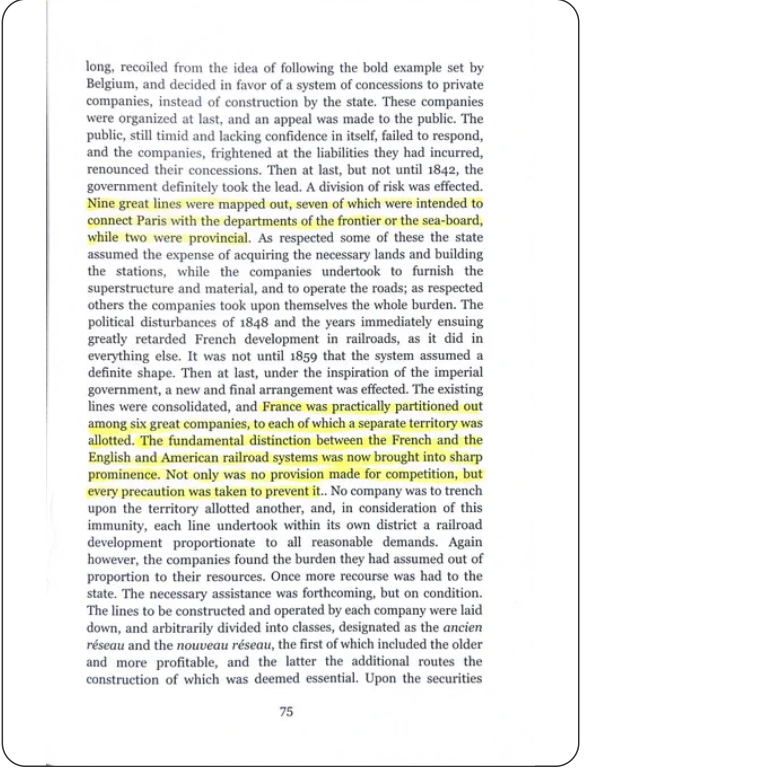 long, recoiled from the idea of following the bold example set by
Belgium, and decided in favor of a system of concessions to private
companies, instead of construction by the state. These companies
were organized at last, and an appeal was made to the public. The
public, still timid and lacking confidence in itself, failed to respond,
and the companies, frightened at the liabilities they had incurred,
renounced their concessions. Then at last, but not until 1842, the
government definitely took the lead. A division of risk was effected.
Nine great lines were mapped out, seven of which were intended to
connect Paris with the departments of the frontier or the sea-board,
while two were provincial. As respected some of these the state
assumed the expense of acquiring the necessary lands and building
the stations, while the companies undertook to furnish the
superstructure and material, and to operate the roads; as respected
others the companies took upon themselves the whole burden. The
political disturbances of 1848 and the years immediately ensuing
greatly retarded French development in railroads, as it did in
everything else. It was not until 1859 that the system assumed a
definite shape. Then at last, under the inspiration of the imperial
government, a new and final arrangement was effected. The existing
lines were consolidated, and France was practically partitioned out
among six great companies, to each of which a separate territory was
allotted. The fundamental distinction between the French and the
English and American railroad systems was now brought into sharp
prominence. Not only was no provision made for competition, but
every precaution was taken to prevent it.. No company was to trench
upon the territory allotted another, and, in consideration of this
immunity, each line undertook within its own district a railroad
development proportionate to all reasonable demands. Again
however, the companies found the burden they had assumed out of
proportion to their resources. Once more recourse was had to the
state. The necessary assistance was forthcoming, but on condition.
The lines to be constructed and operated by each company were laid
down, and arbitrarily divided into classes, designated as the ancien
réseau and the nouveau réseau, the first of which included the older
and more profitable, and the latter the additional routes the
construction of which was deemed essential. Upon the securities
75